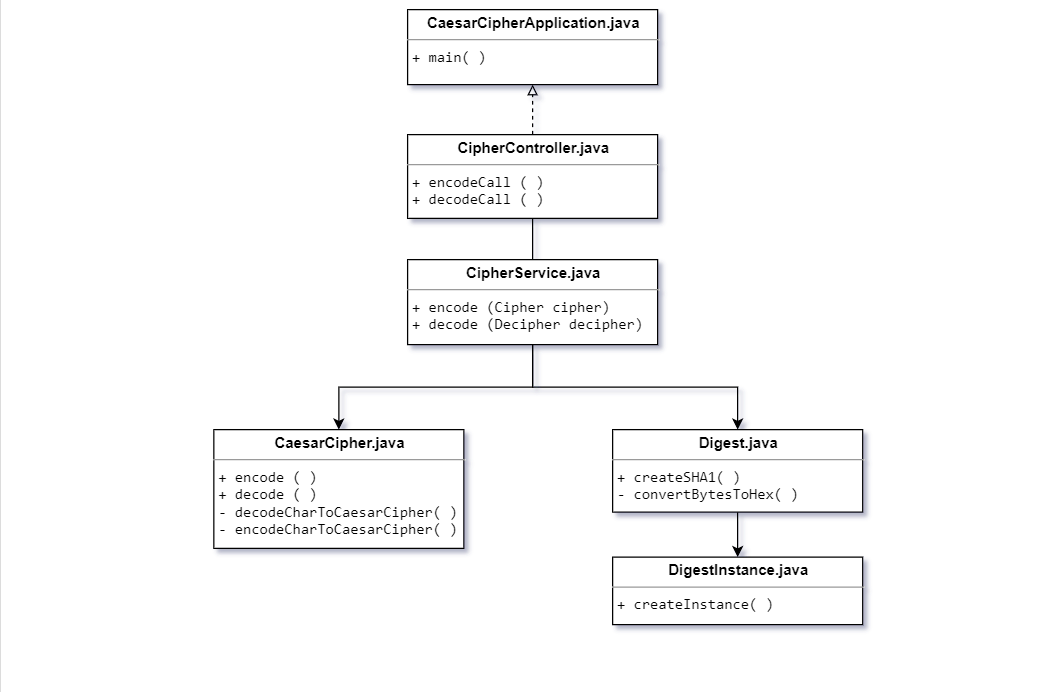 CaesarCipherApplication.java
+ main( )
CipherController.java
+ encodeCall ( )
+ decodeCall ( )
CipherService.java
+ encode (Cipher cipher)
+ decode (Decipher decipher)
CaesarCipher.java
+ encode ( )
+ decode ( )
- decodeCharToCaesarCipher( )
- encodeCharToCaesarCipher( )
Digest.java
+ createSHA1( )
- convertBytesToHex( )
DigestInstance.java
+ createInstance( )